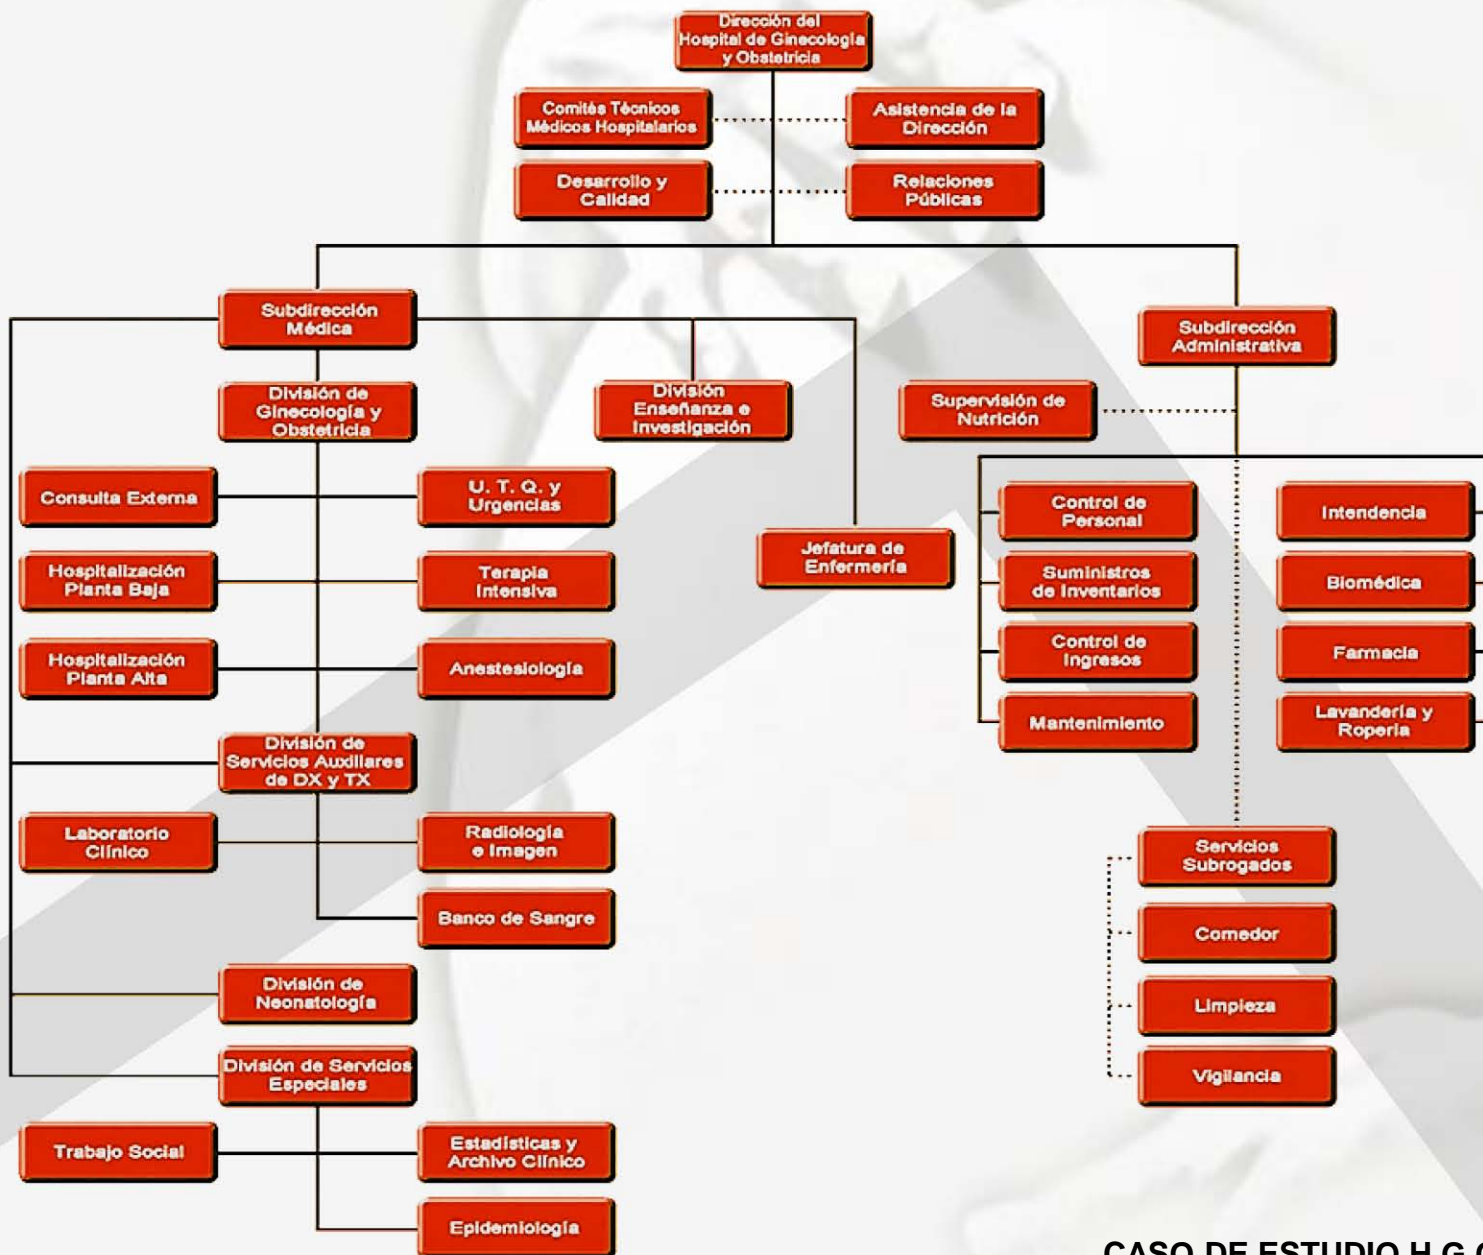 Dirección del
Hospital de Ginecología
y Obstetricia
Comités Técnicos
Médicos Hospitalarios
Asistencia de la
Dirección
Desarrollo y
Calidad
Relaciones
Públicas
Subdirección
Médica
Subdirección
Administrativa
División de
Ginecología y
Obstetricia
División
Enseñanza e
Investigación
Supervisión de
Nutrición
Consulta Externa
U. T. Q. y
Urgencias
Control de
Personal
Intendencia
Jefatura de
Enfermería
Hospitalización
Planta Baja
Terapia
Intensiva
Suministros
de Inventarios
Biomédica
Hospitalización
Planta Alta
Anestesiología
Control de
Ingresos
Farmacia
Mantenimiento
Lavandería y
Ropería
División de
Servicios Auxiliares
de DX y TX
Laboratorio
Clínico
Radiología
e Imagen
Servicios
Subrogados
Banco de Sangre
Comedor
División de
Neonatología
Limpieza
División de Servicios
Especiales
Vigilancia
Trabajo Social
Estadísticas y
Archivo Clínico
Epidemiología
CASO DE ESTUDIO H.G.